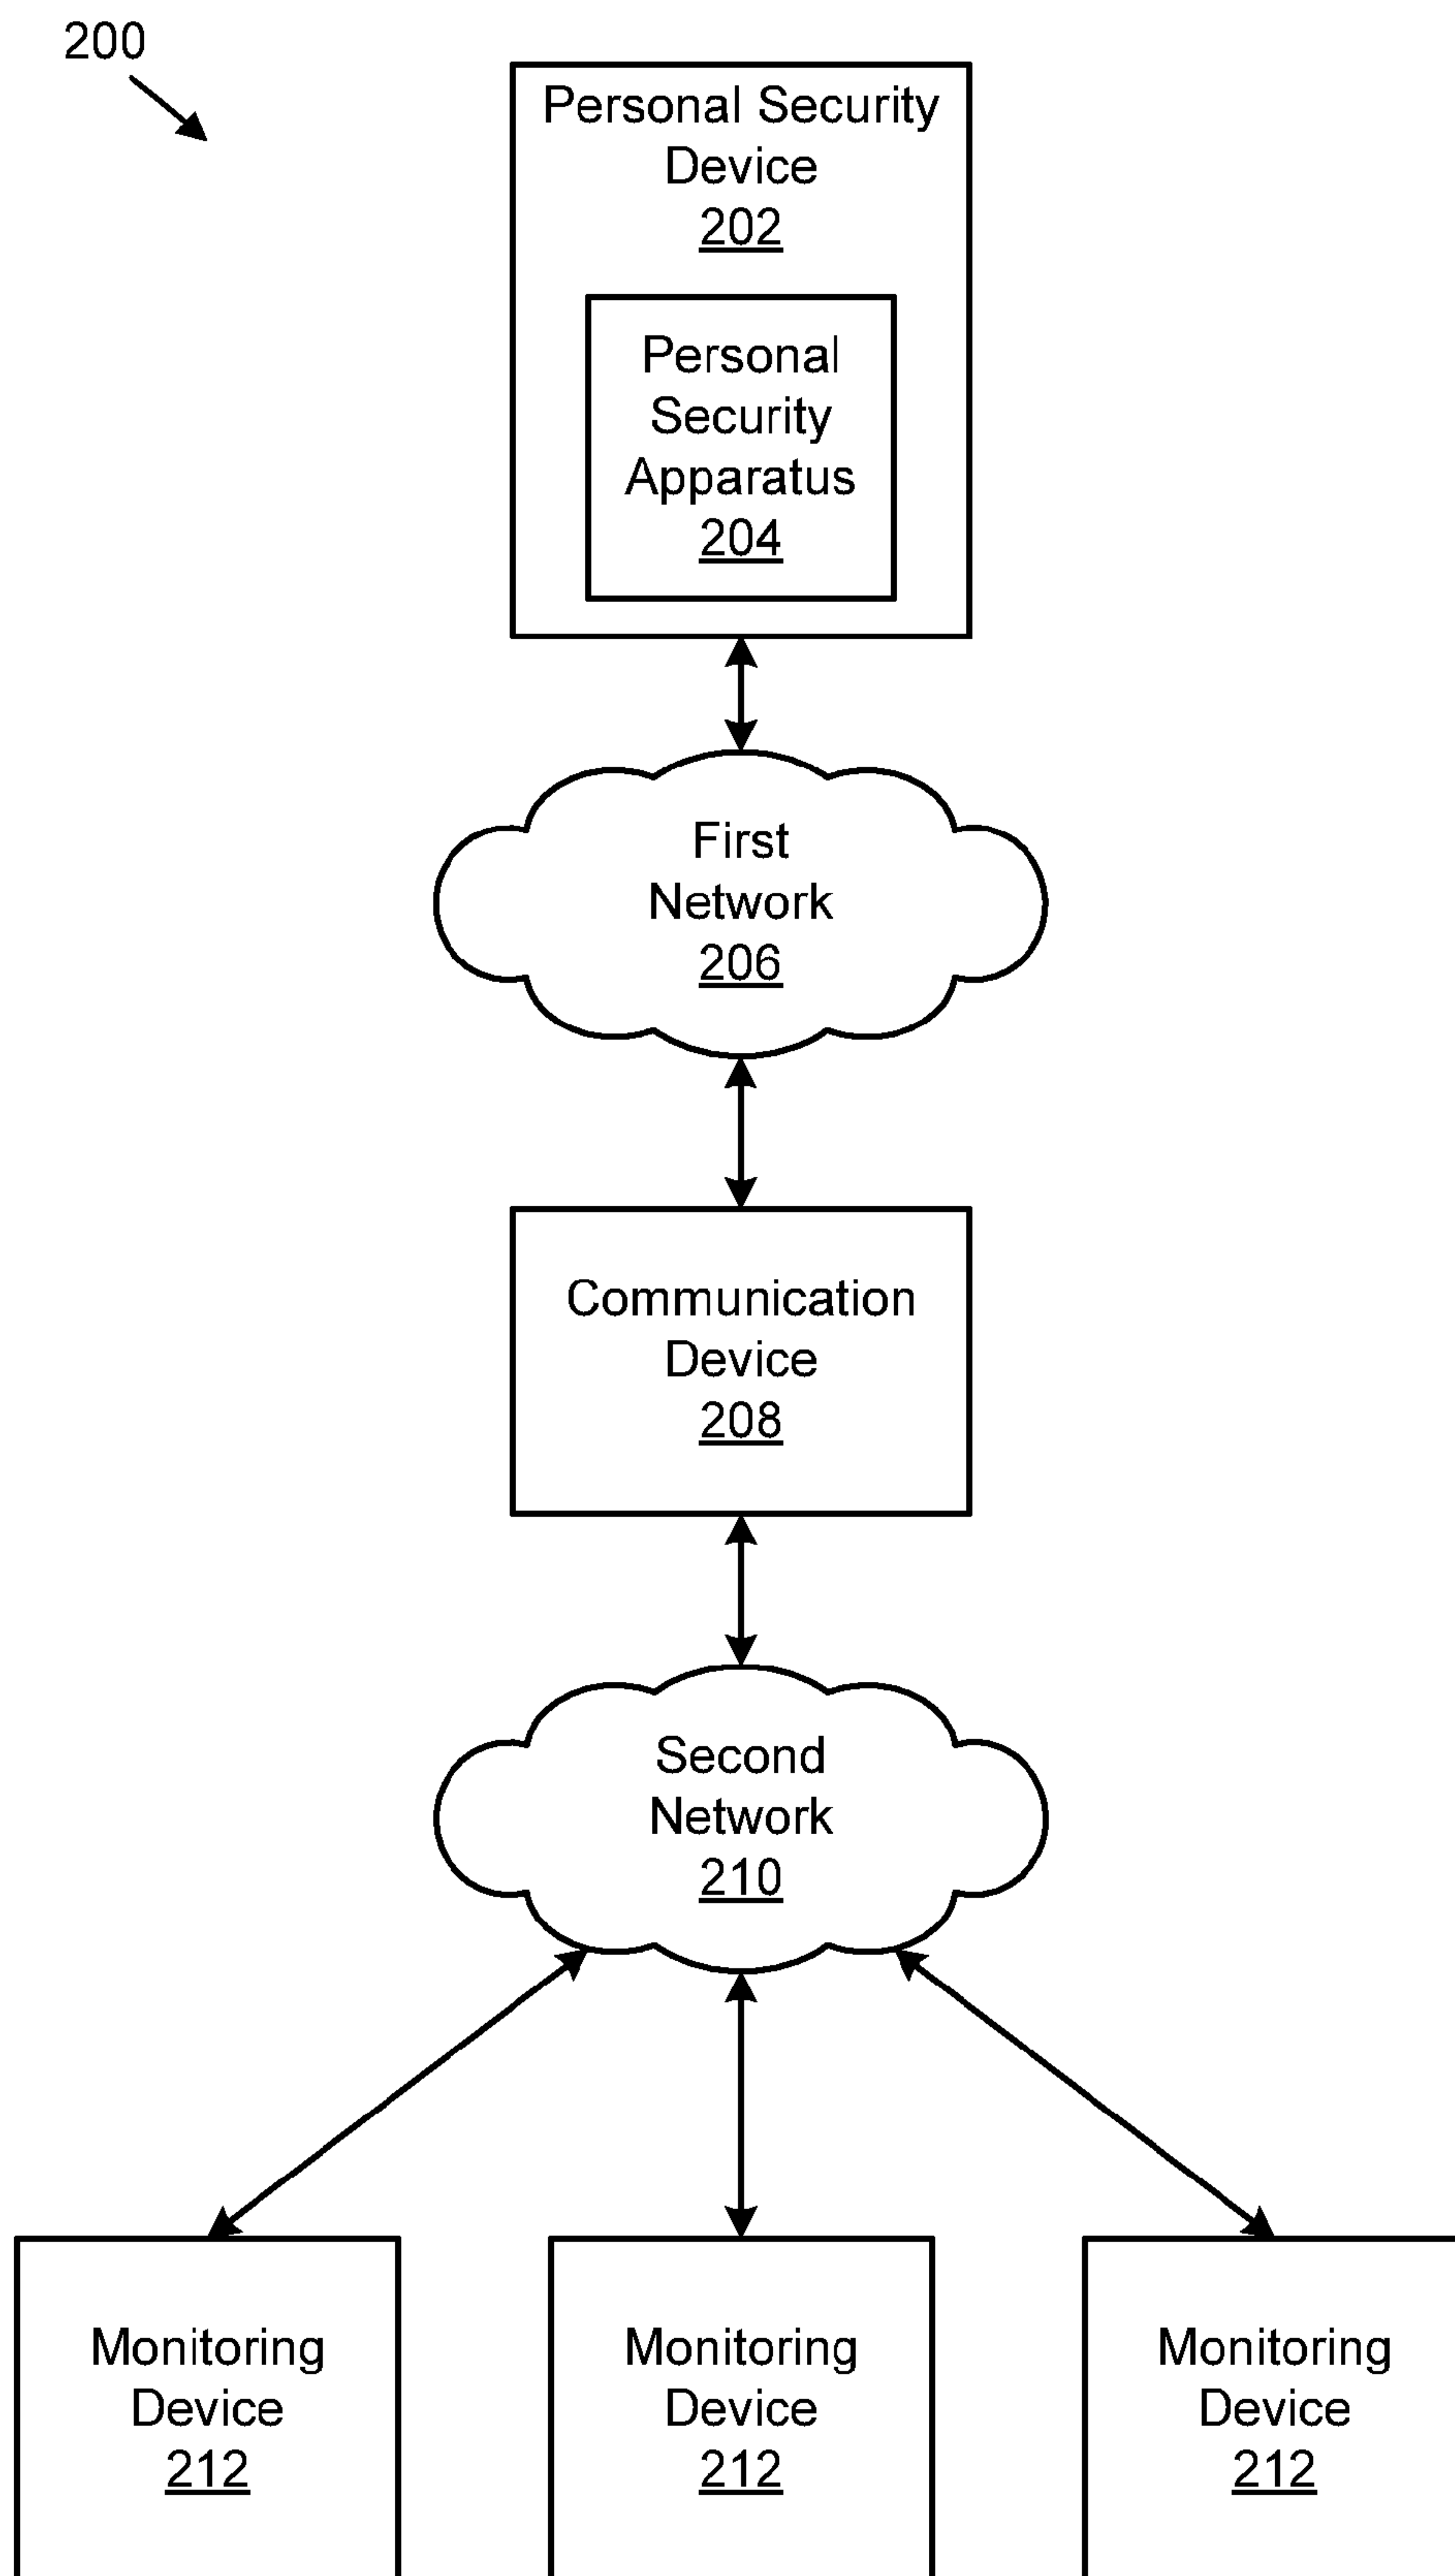 200
Personal Security
Device
202
Personal
Security
Apparatus
204
First
Network
206
Communication
Device
208
Second
Network
210
Monitoring
Device
212
Monitoring
Device
212
Monitoring
Device
212